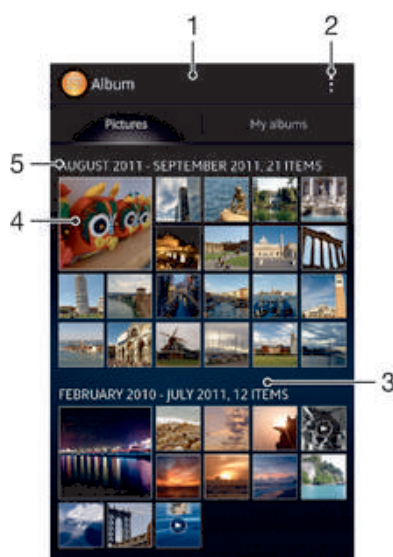 1
2
Album
Pictures My albums
5
AUGUST 2011 - SEPTEMBER 2011, 21 ITEMS
4
3
FEBRUARY 2010 - JULY 2011, 12 ITEMS